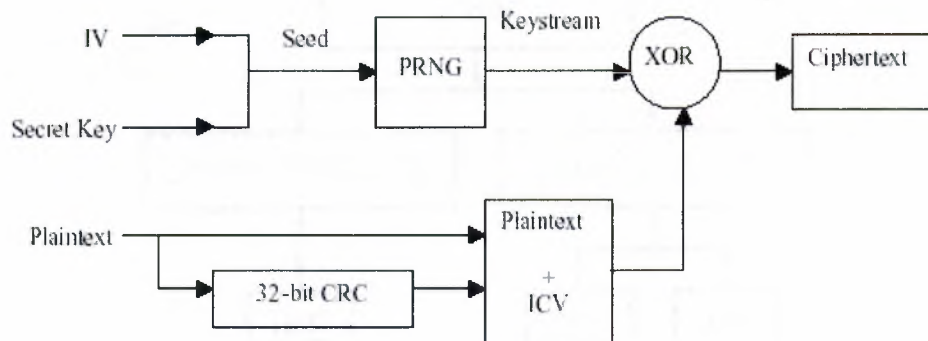 IV
Seed
Keystream
PRNG
XOR
Ciphertext
Secret Key
Plaintext
Plaintext
+
ICV
32-bit CRC